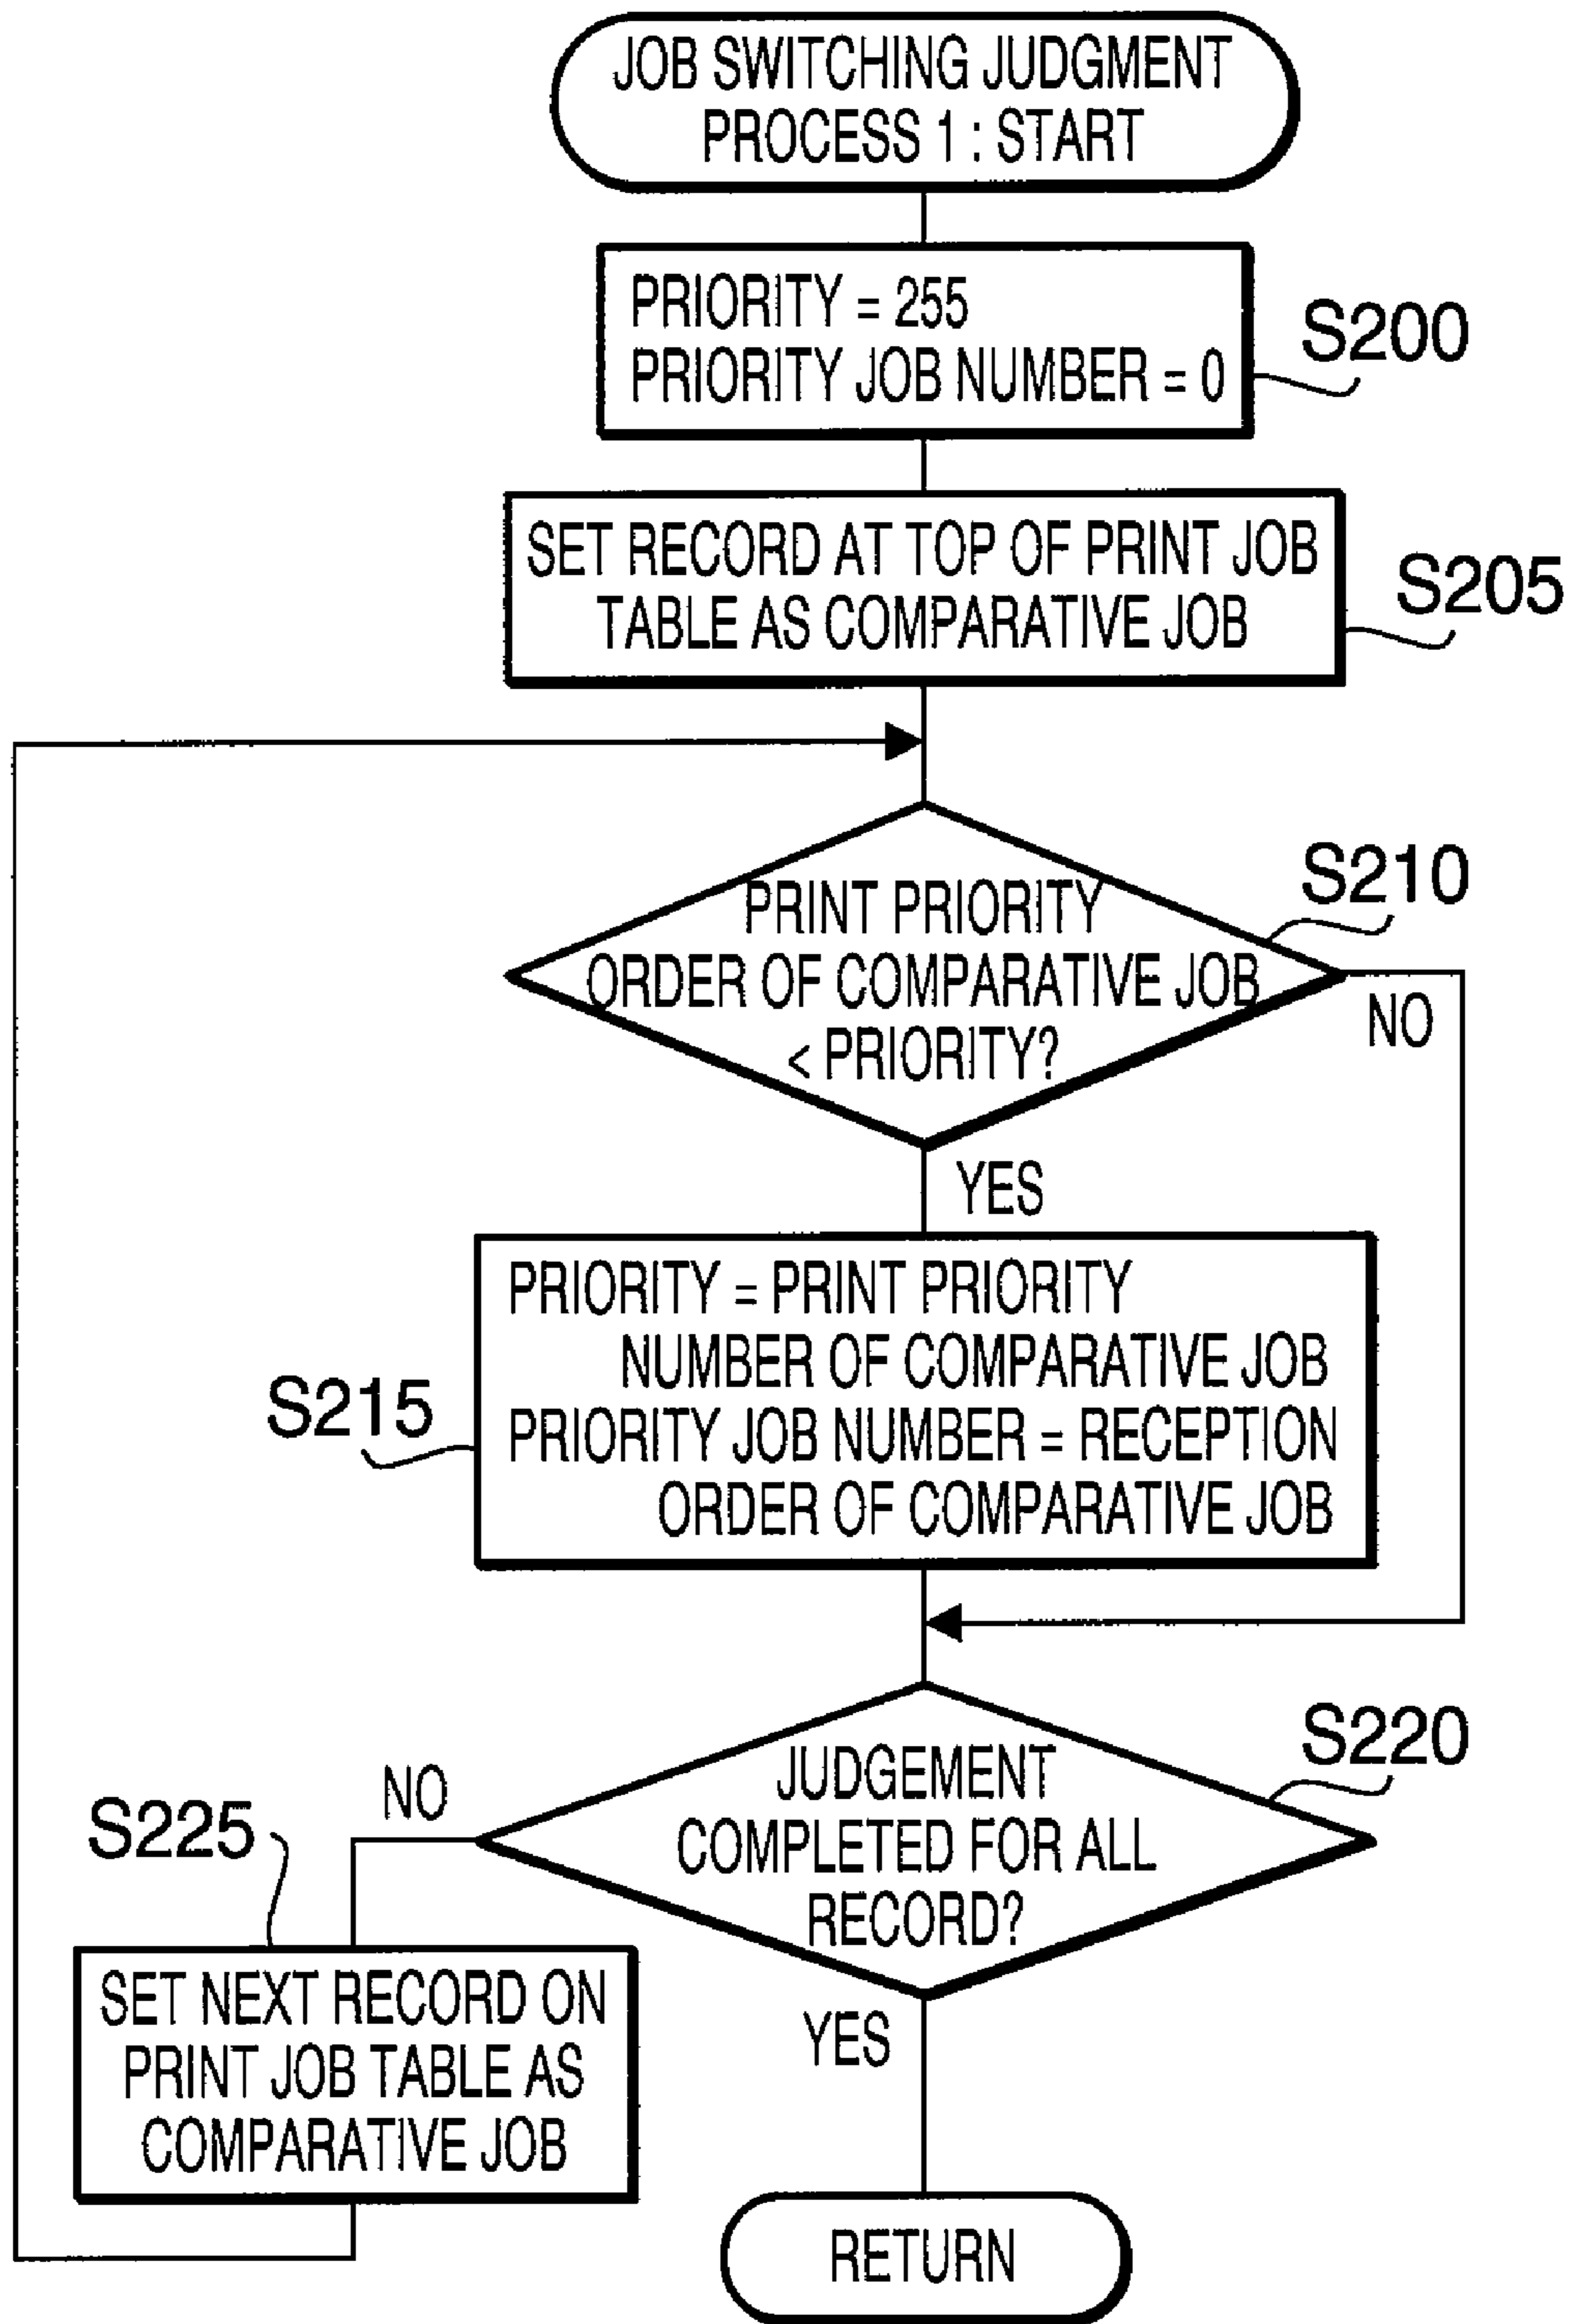 JOB SWITCHING JUDGMENT
PROCESS 1 : START
PRIORITY = 255
PRIORITY JOB NUMBER = 0
S200
SET RECORD AT TOP OF PRINT JOB
TABLE AS COMPARATIVE JOB
S205
PRINT PRIORITY
ORDER OF COMPARATIVE JOB
< PRIORITY?
S210
NO
YES
PRIORITY = PRINT PRIORITY
NUMBER OF COMPARATIVE JOB
PRIORITY JOB NUMBER = RECEPTION
ORDER OF COMPARATIVE JOB
S215
JUDGEMENT
COMPLETED FOR ALL
RECORD?
S220
NO
S225
SET NEXT RECORD ON
PRINT JOB TABLE AS
COMPARATIVE JOB
YES
RETURN